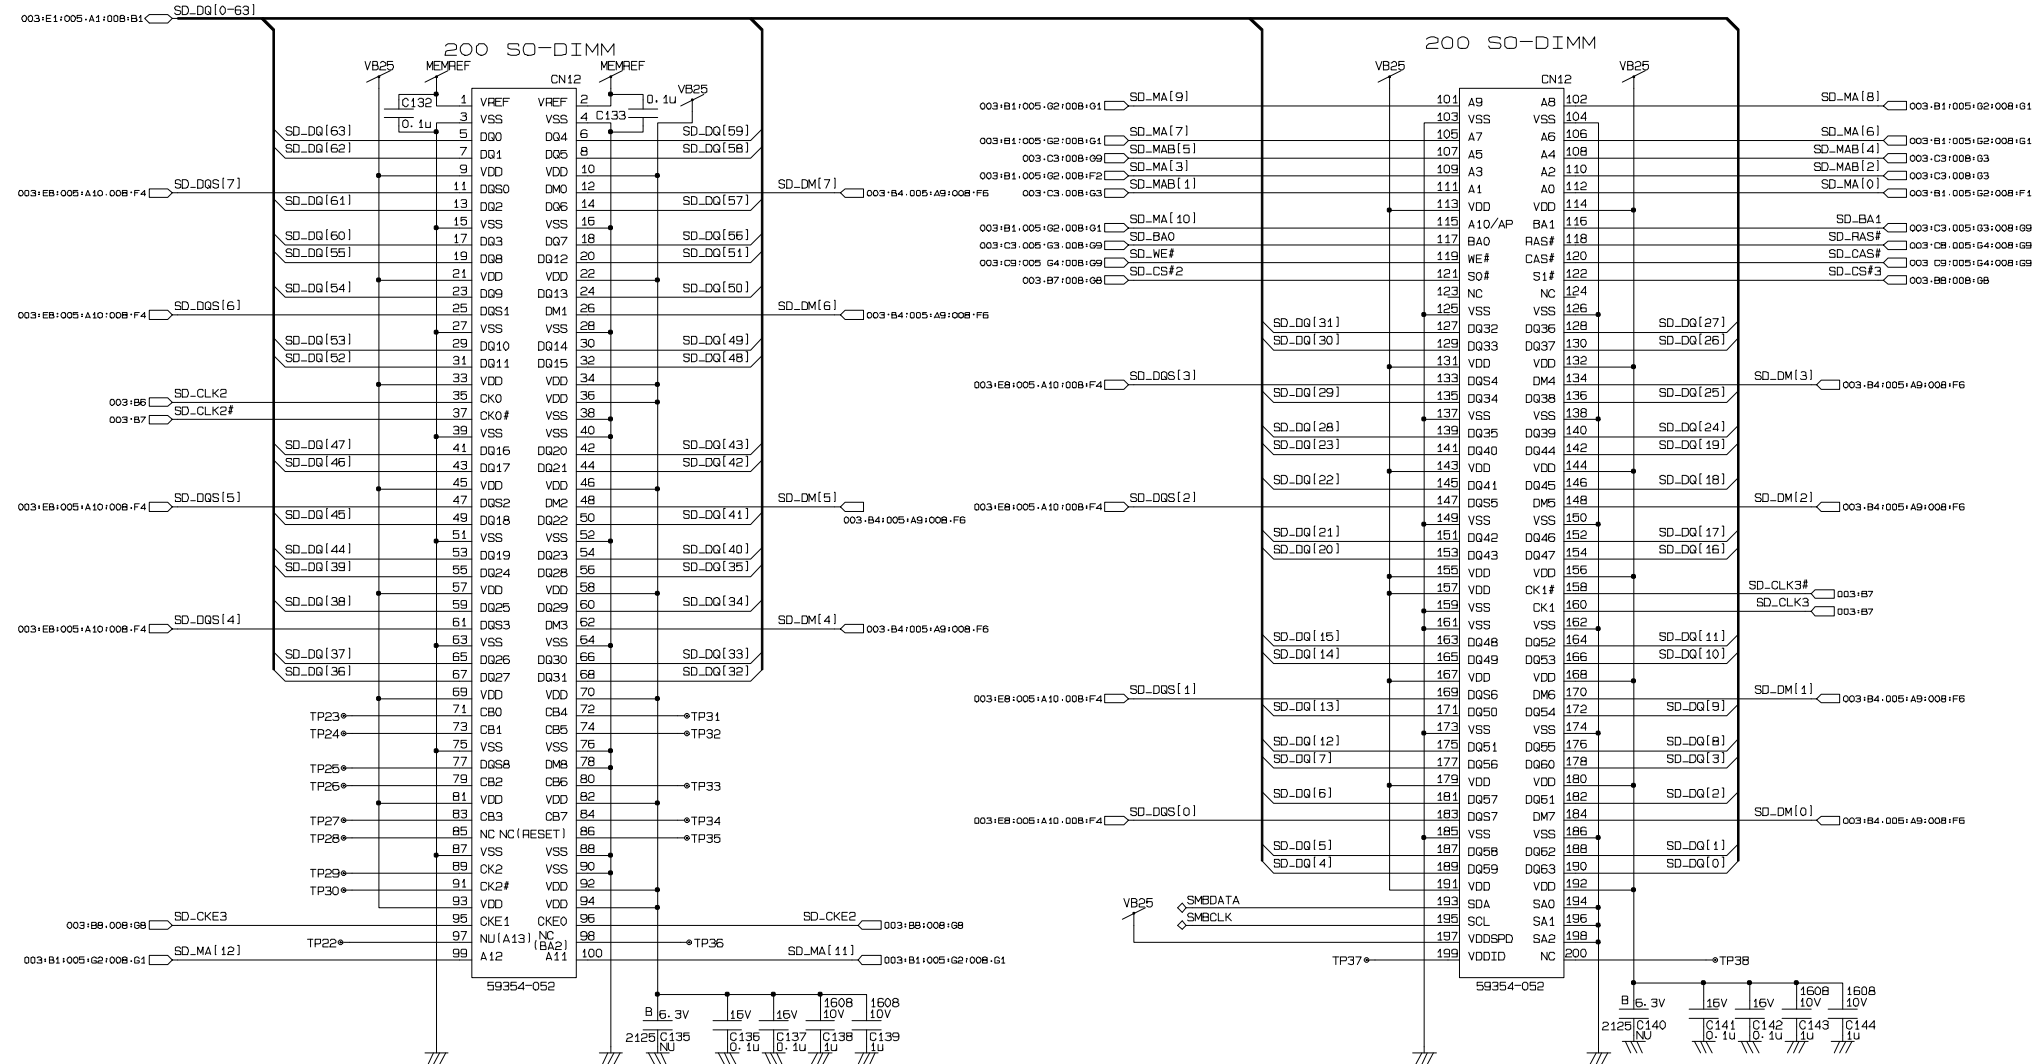 003:E1:005.A1:008:B1 SD_DQ[0-63]
200 SO-DIMM
VB25 MEMREF MEMREF
CN12
VB25
C132 0.1u
C133 0.1u
1 VREF VREF 2
3 VSS VSS 4
SD_DQ[63] 5 DQ0 DQ4 6 SD_DQ[59]
SD_DQ[62] 7 DQ1 DQ5 8 SD_DQ[58]
9 VDD VDD 10
003:E8:005:A10.008:F4 SD_DQS[7] 11 DQS0 DM0 12 SD_DM[7] 003:B4.005:A9:008:F6
SD_DQ[61] 13 DQ2 DQ6 14 SD_DQ[57]
15 VSS VSS 16
SD_DQ[60] 17 DQ3 DQ7 18 SD_DQ[56]
SD_DQ[55] 19 DQ8 DQ12 20 SD_DQ[51]
21 VDD VDD 22
SD_DQ[54] 23 DQ9 DQ13 24 SD_DQ[50]
003:E8:005:A10:008.F4 SD_DQS[6] 25 DQS1 DM1 26 SD_DM[6] 003:B4:005:A9:008:F6
27 VSS VSS 28
SD_DQ[53] 29 DQ10 DQ14 30 SD_DQ[49]
SD_DQ[52] 31 DQ11 DQ15 32 SD_DQ[48]
33 VDD VDD 34
003:B6 SD_CLK2 35 CK0 VDD 36
003:B7 SD_CLK2# 37 CK0# VSS 38
39 VSS VSS 40
SD_DQ[47] 41 DQ16 DQ20 42 SD_DQ[43]
SD_DQ[46] 43 DQ17 DQ21 44 SD_DQ[42]
45 VDD VDD 46
003:E8:005:A10:008.F4 SD_DQS[5] 47 DQS2 DM2 48 SD_DM[5] 003.B4:005:A9:008.F6
SD_DQ[45] 49 DQ18 DQ22 50 SD_DQ[41]
51 VSS VSS 52
SD_DQ[44] 53 DQ19 DQ23 54 SD_DQ[40]
SD_DQ[39] 55 DQ24 DQ28 56 SD_DQ[35]
57 VDD VDD 58
SD_DQ[38] 59 DQ25 DQ29 60 SD_DQ[34]
003:E8:005:A10:008:F4 SD_DQS[4] 61 DQS3 DM3 62 SD_DM[4] 003.B4:005:A9:008.F6
63 VSS VSS 64
SD_DQ[37] 65 DQ26 DQ30 66 SD_DQ[33]
SD_DQ[36] 67 DQ27 DQ31 68 SD_DQ[32]
69 VDD VDD 70
TP23 71 CB0 CB4 72 TP31
TP24 73 CB1 CB5 74 TP32
75 VSS VSS 76
TP25 77 DQS8 DM8 78
TP26 79 CB2 CB6 80 TP33
81 VDD VDD 82
TP27 83 CB3 CB7 84 TP34
TP28 85 NC NC(RESET) 86 TP35
87 VSS VSS 88
TP29 89 CK2 VSS 90
TP30 91 CK2# VDD 92
93 VDD VDD 94
003:B8.008:G8 SD_CKE3 95 CKE1 CKE0 96 SD_CKE2 003:B8:008:G8
TP22 97 NU(A13) NC (BA2) 98 TP36
003:B1:005:G2:008.G1 SD_MA[12] 99 A12 A11 100 SD_MA[11] 003:B1:005:G2:008.G1
59354-052
B 6.3V 2125 C135 NU
16V C136 0.1u
16V C137 0.1u
1608 10V C138 1u
1608 10V C139 1u
200 SO-DIMM
VB25 VB25
CN12
003:B1:005.G2:008:G1 SD_MA[9] 101 A9 A8 102 SD_MA[8] 003.B1:005:G2:008:G1
103 VSS VSS 104
003:B1:005:G2:008:G1 SD_MA[7] 105 A7 A6 106 SD_MA[6] 003:B1:005:G2:008:G1
003.C3:008:G9 SD_MAB[5] 107 A5 A4 108 SD_MAB[4] 003.C3:008:G3
003:B1.005:G2.008:F2 SD_MA[3] 109 A3 A2 110 SD_MAB[2] 003.C3.008:G3
003:C3.008:G3 SD_MAB[1] 111 A1 A0 112 SD_MA[0] 003:B1.005:G2:008:F1
113 VDD VDD 114
003:B1.005:G2.008:G1 SD_MA[10] 115 A10/AP BA1 116 SD_BA1 003:C3.005:G3:008:G9
003:C3.005:G3.008:G9 SD_BA0 117 BA0 RAS# 118 SD_RAS# 003:C8.005:G4:008:G9
003:C9:005 G4:008:G9 SD_WE# 119 WE# CAS# 120 SD_CAS# 003 C9:005:G4:008:G9
003.B7:008:G8 SD_CS#2 121 S0# S1# 122 SD_CS#3 003.B8:008:G8
123 NC NC 124
125 VSS VSS 126
SD_DQ[31] 127 DQ32 DQ36 128 SD_DQ[27]
SD_DQ[30] 129 DQ33 DQ37 130 SD_DQ[26]
131 VDD VDD 132
003:E8:005.A10:008:F4 SD_DQS[3] 133 DQS4 DM4 134 SD_DM[3] 003.B4:005:A9:008:F6
SD_DQ[29] 135 DQ34 DQ38 136 SD_DQ[25]
137 VSS VSS 138
SD_DQ[28] 139 DQ35 DQ39 140 SD_DQ[24]
SD_DQ[23] 141 DQ40 DQ44 142 SD_DQ[19]
143 VDD VDD 144
SD_DQ[22] 145 DQ41 DQ45 146 SD_DQ[18]
003:E8:005.A10:008:F4 SD_DQS[2] 147 DQS5 DM5 148 SD_DM[2] 003.B4:005:A9:008:F6
149 VSS VSS 150
SD_DQ[21] 151 DQ42 DQ46 152 SD_DQ[17]
SD_DQ[20] 153 DQ43 DQ47 154 SD_DQ[16]
155 VDD VDD 156
157 VDD CK1# 158 SD_CLK3# 003:B7
159 VSS CK1 160 SD_CLK3 003:B7
161 VSS VSS 162
SD_DQ[15] 163 DQ48 DQ52 164 SD_DQ[11]
SD_DQ[14] 165 DQ49 DQ53 166 SD_DQ[10]
167 VDD VDD 168
003:E8:005:A10.008:F4 SD_DQS[1] 169 DQS6 DM6 170 SD_DM[1] 003:B4.005:A9:008:F6
SD_DQ[13] 171 DQ50 DQ54 172 SD_DQ[9]
173 VSS VSS 174
SD_DQ[12] 175 DQ51 DQ55 176 SD_DQ[8]
SD_DQ[7] 177 DQ56 DQ60 178 SD_DQ[3]
179 VDD VDD 180
SD_DQ[6] 181 DQ57 DQ61 182 SD_DQ[2]
003:E8:005:A10.008:F4 SD_DQS[0] 183 DQS7 DM7 184 SD_DM[0] 003:B4.005:A9:008:F6
185 VSS VSS 186
SD_DQ[5] 187 DQ58 DQ62 188 SD_DQ[1]
SD_DQ[4] 189 DQ59 DQ63 190 SD_DQ[0]
191 VDD VDD 192
VB25 SMBDATA 193 SDA SA0 194
SMBCLK 195 SCL SA1 196
197 VDDSPD SA2 198
TP37 199 VDDID NC 200 TP38
59354-052
B 6.3V 2125 C140 NU
16V C141 0.1u
16V C142 0.1u
1608 10V C143 1u
1608 10V C144 1u